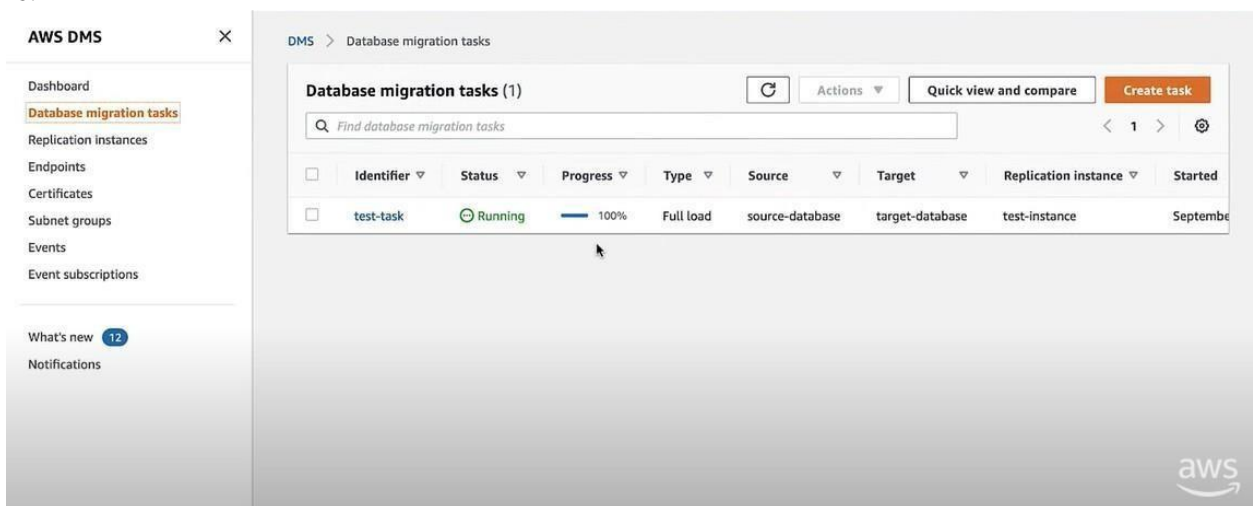 AWS DMS
Dashboard
Database migration tasks
Replication instances
Endpoints
Certificates
Subnet groups
Events
Event subscriptions
What's new 12
Notifications
DMS > Database migration tasks
Database migration tasks (1)
Actions Quick view and compare Create task
Find database migration tasks
< 1 >
Identifier Status Progress Type Source Target Replication instance Started
test-task Running 100% Full load source-database target-database test-instance Septembe
aws